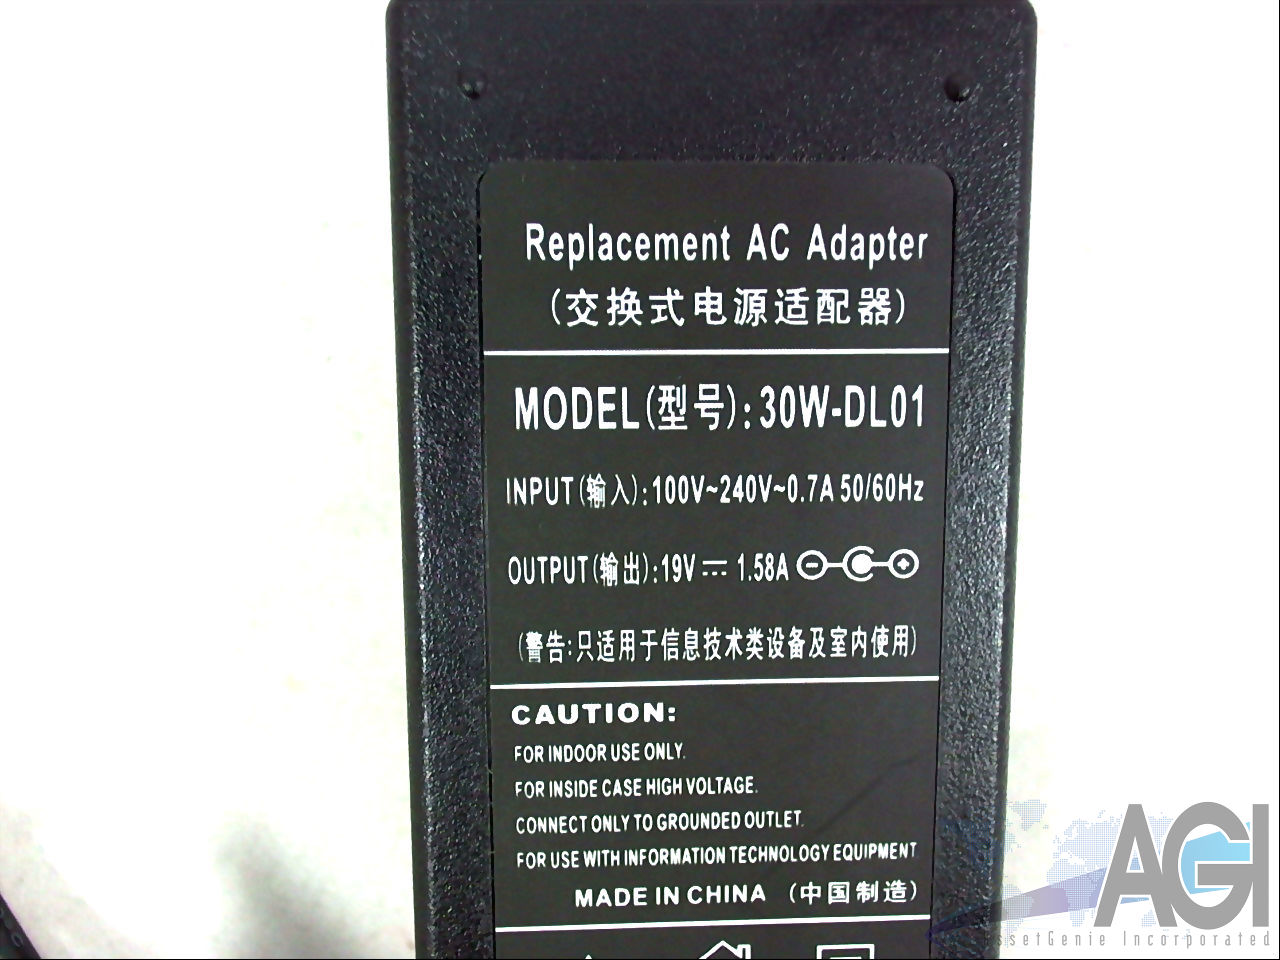 Replacement AC Adapter
(交换式电源适配器)
MODEL(型号):30W-DL01
INPUT(输入):100V~240V~0.7A 50/60Hz
OUTPUT(输出):19V⎓1.58A
(警告:只适用于信息技术类设备及室内使用)
CAUTION:
FOR INDOOR USE ONLY.
FOR INSIDE CASE HIGH VOLTAGE.
CONNECT ONLY TO GROUNDED OUTLET.
FOR USE WITH INFORMATION TECHNOLOGY EQUIPMENT
MADE IN CHINA (中国制造)
AGI
AssetGenie Incorporated